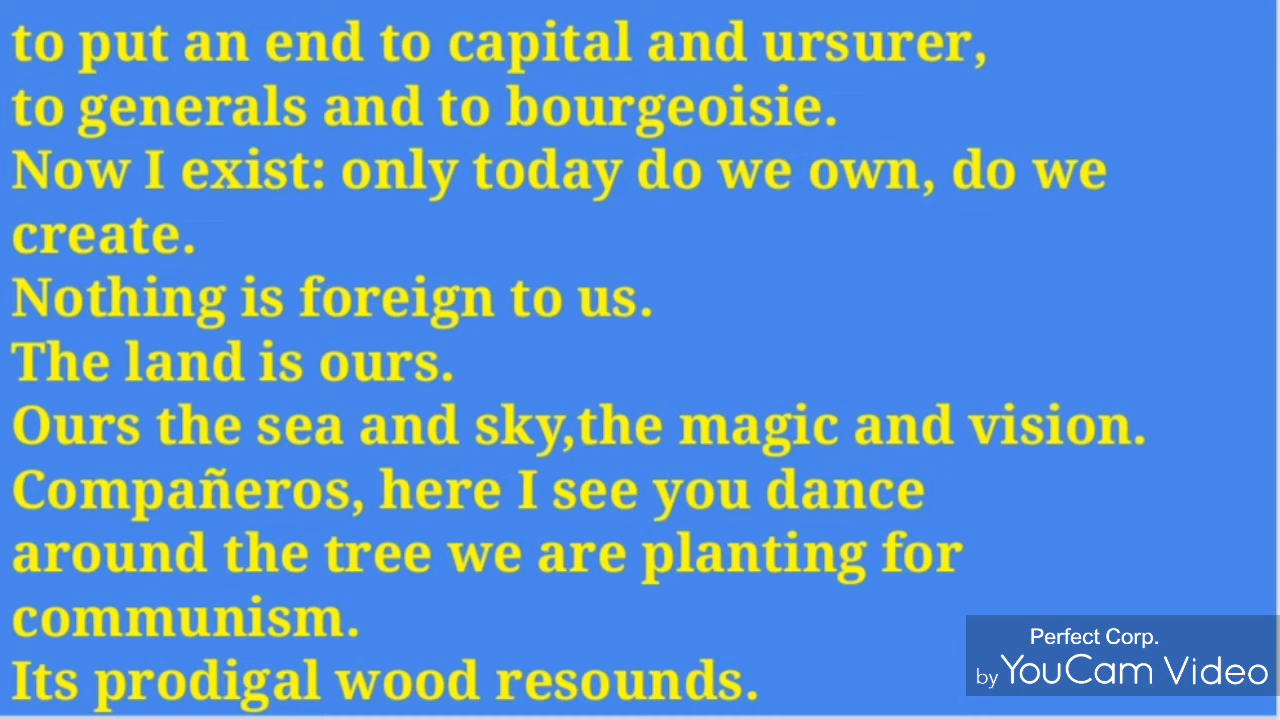 to put an end to capital and ursurer,
to generals and to bourgeoisie.
Now I exist: only today do we own, do we
create.
Nothing is foreign to us.
The land is ours.
Ours the sea and sky,the magic and vision.
Compañeros, here I see you dance
around the tree we are planting for
communism.
Its prodigal wood resounds.
Perfect Corp.
by YouCam Video